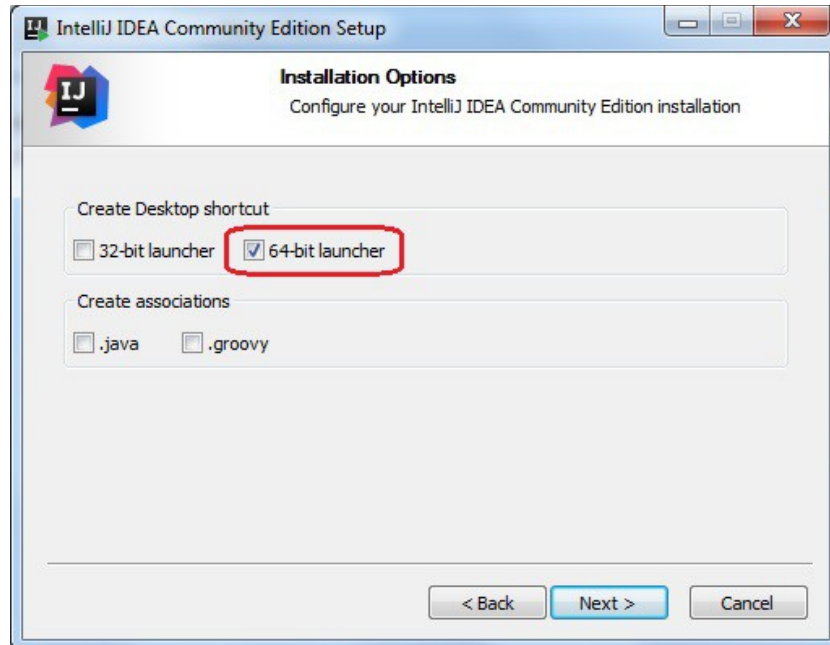 IntelliJ IDEA Community Edition Setup
IJ
Installation Options
Configure your IntelliJ IDEA Community Edition installation
Create Desktop shortcut
32-bit launcher 64-bit launcher
Create associations
.java .groovy
< Back Next > Cancel